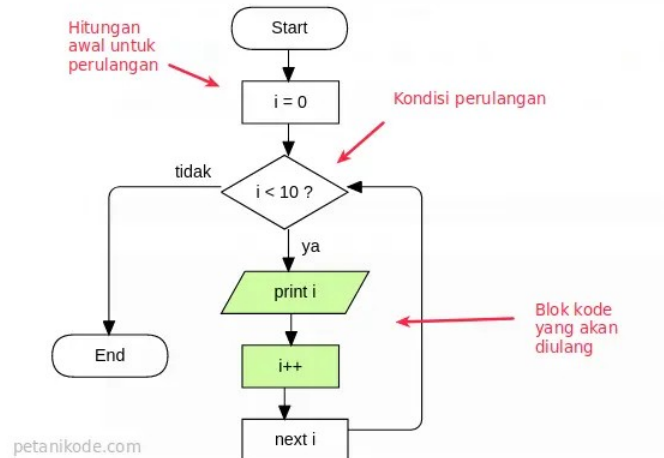 Hitungan
awal untuk
perulangan
Start
i = 0
Kondisi perulangan
tidak
i < 10 ?
ya
print i
Blok kode
yang akan
diulang
End
i++
next i
petanikode.com